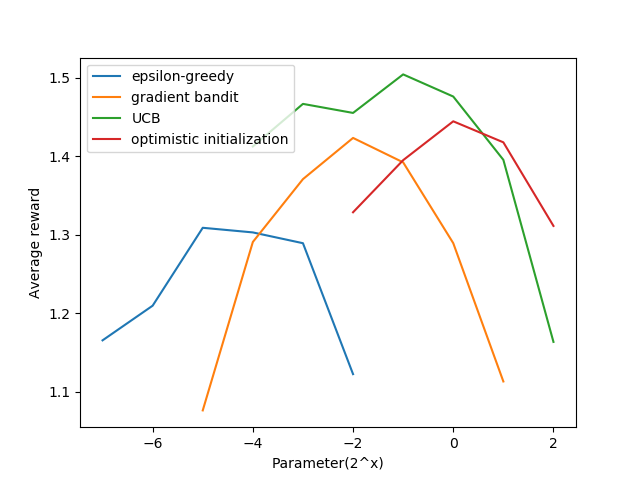 epsilon-greedy
gradient bandit
UCB
optimistic initialization
1.5
1.4
1.3
1.2
1.1
Average reward
−6
−4
−2
0
2
Parameter(2^x)